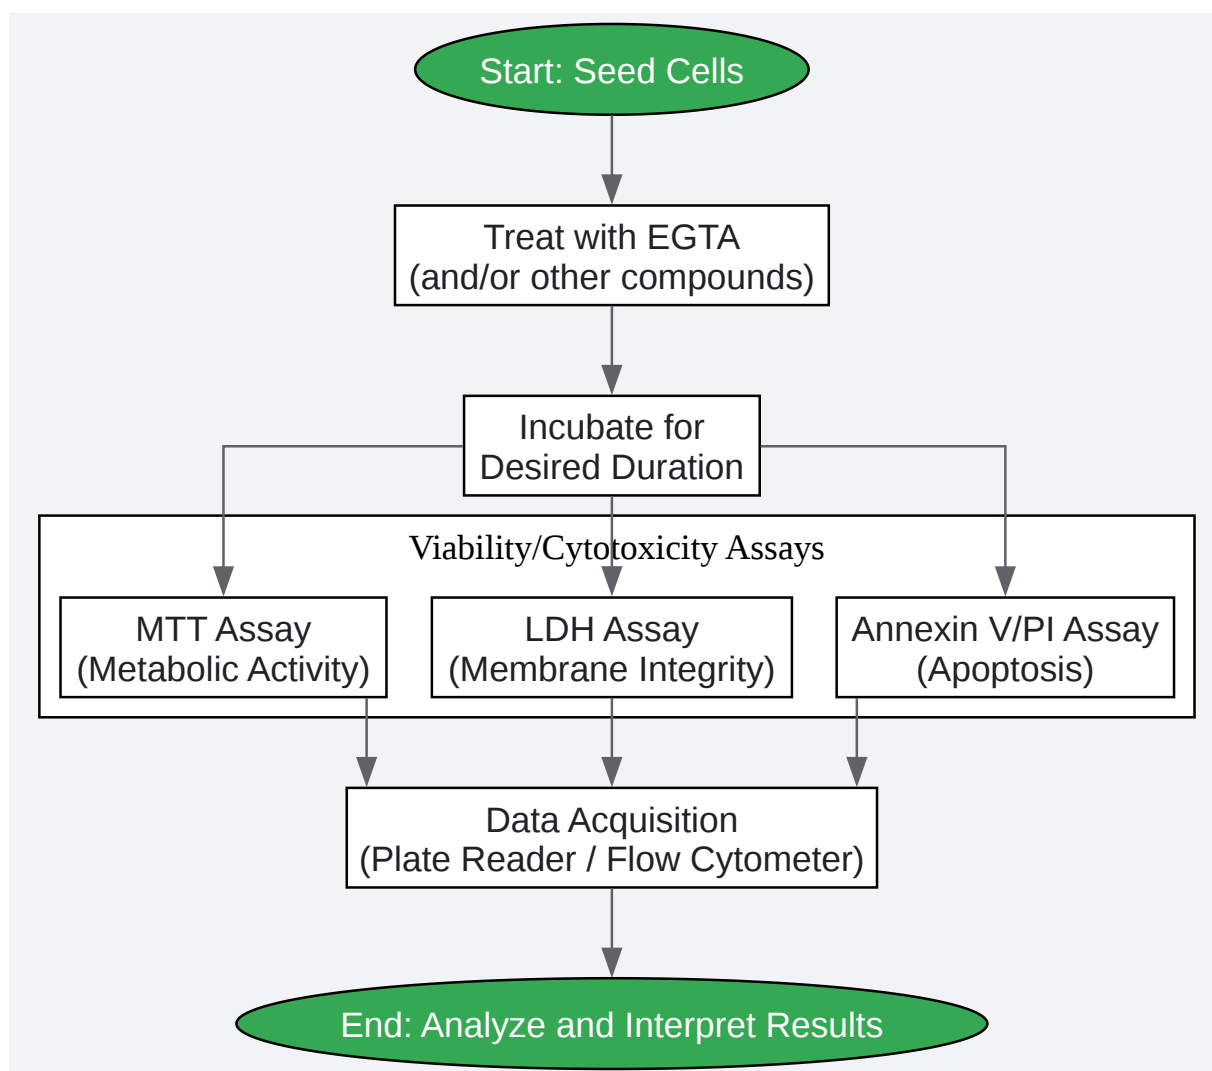 Start: Seed Cells
Treat with EGTA
(and/or other compounds)
Incubate for
Desired Duration
Viability/Cytotoxicity Assays
MTT Assay
(Metabolic Activity)
LDH Assay
(Membrane Integrity)
Annexin V/PI Assay
(Apoptosis)
Data Acquisition
(Plate Reader / Flow Cytometer)
End: Analyze and Interpret Results